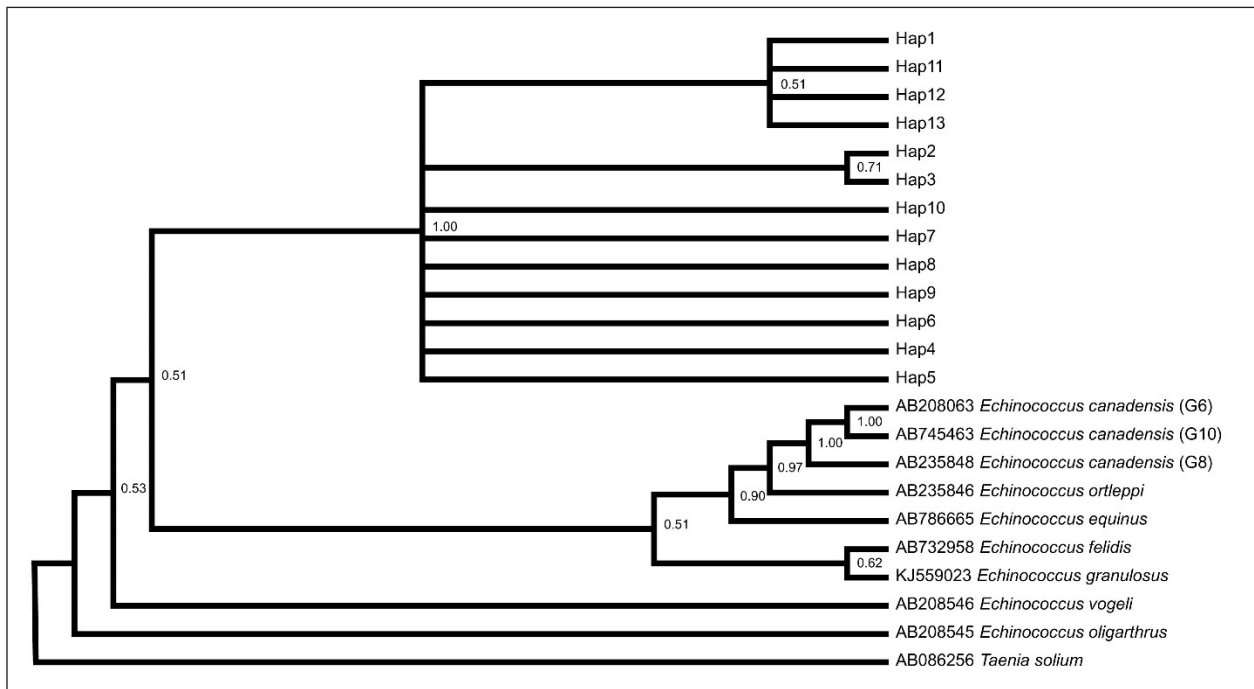 Hap1
Hap11
0.51
Hap12
Hap13
Hap2
0.71
Hap3
Hap10
1.00
Hap7
Hap8
Hap9
Hap6
Hap4
0.51
Hap5
AB208063 Echinococcus canadensis (G6)
1.00
AB745463 Echinococcus canadensis (G10)
1.00
AB235848 Echinococcus canadensis (G8)
0.97
0.53
AB235846 Echinococcus ortleppi
0.90
AB786665 Echinococcus equinus
0.51
AB732958 Echinococcus felidis
0.62
KJ559023 Echinococcus granulosus
AB208546 Echinococcus vogeli
AB208545 Echinococcus oligarthrus
AB086256 Taenia solium